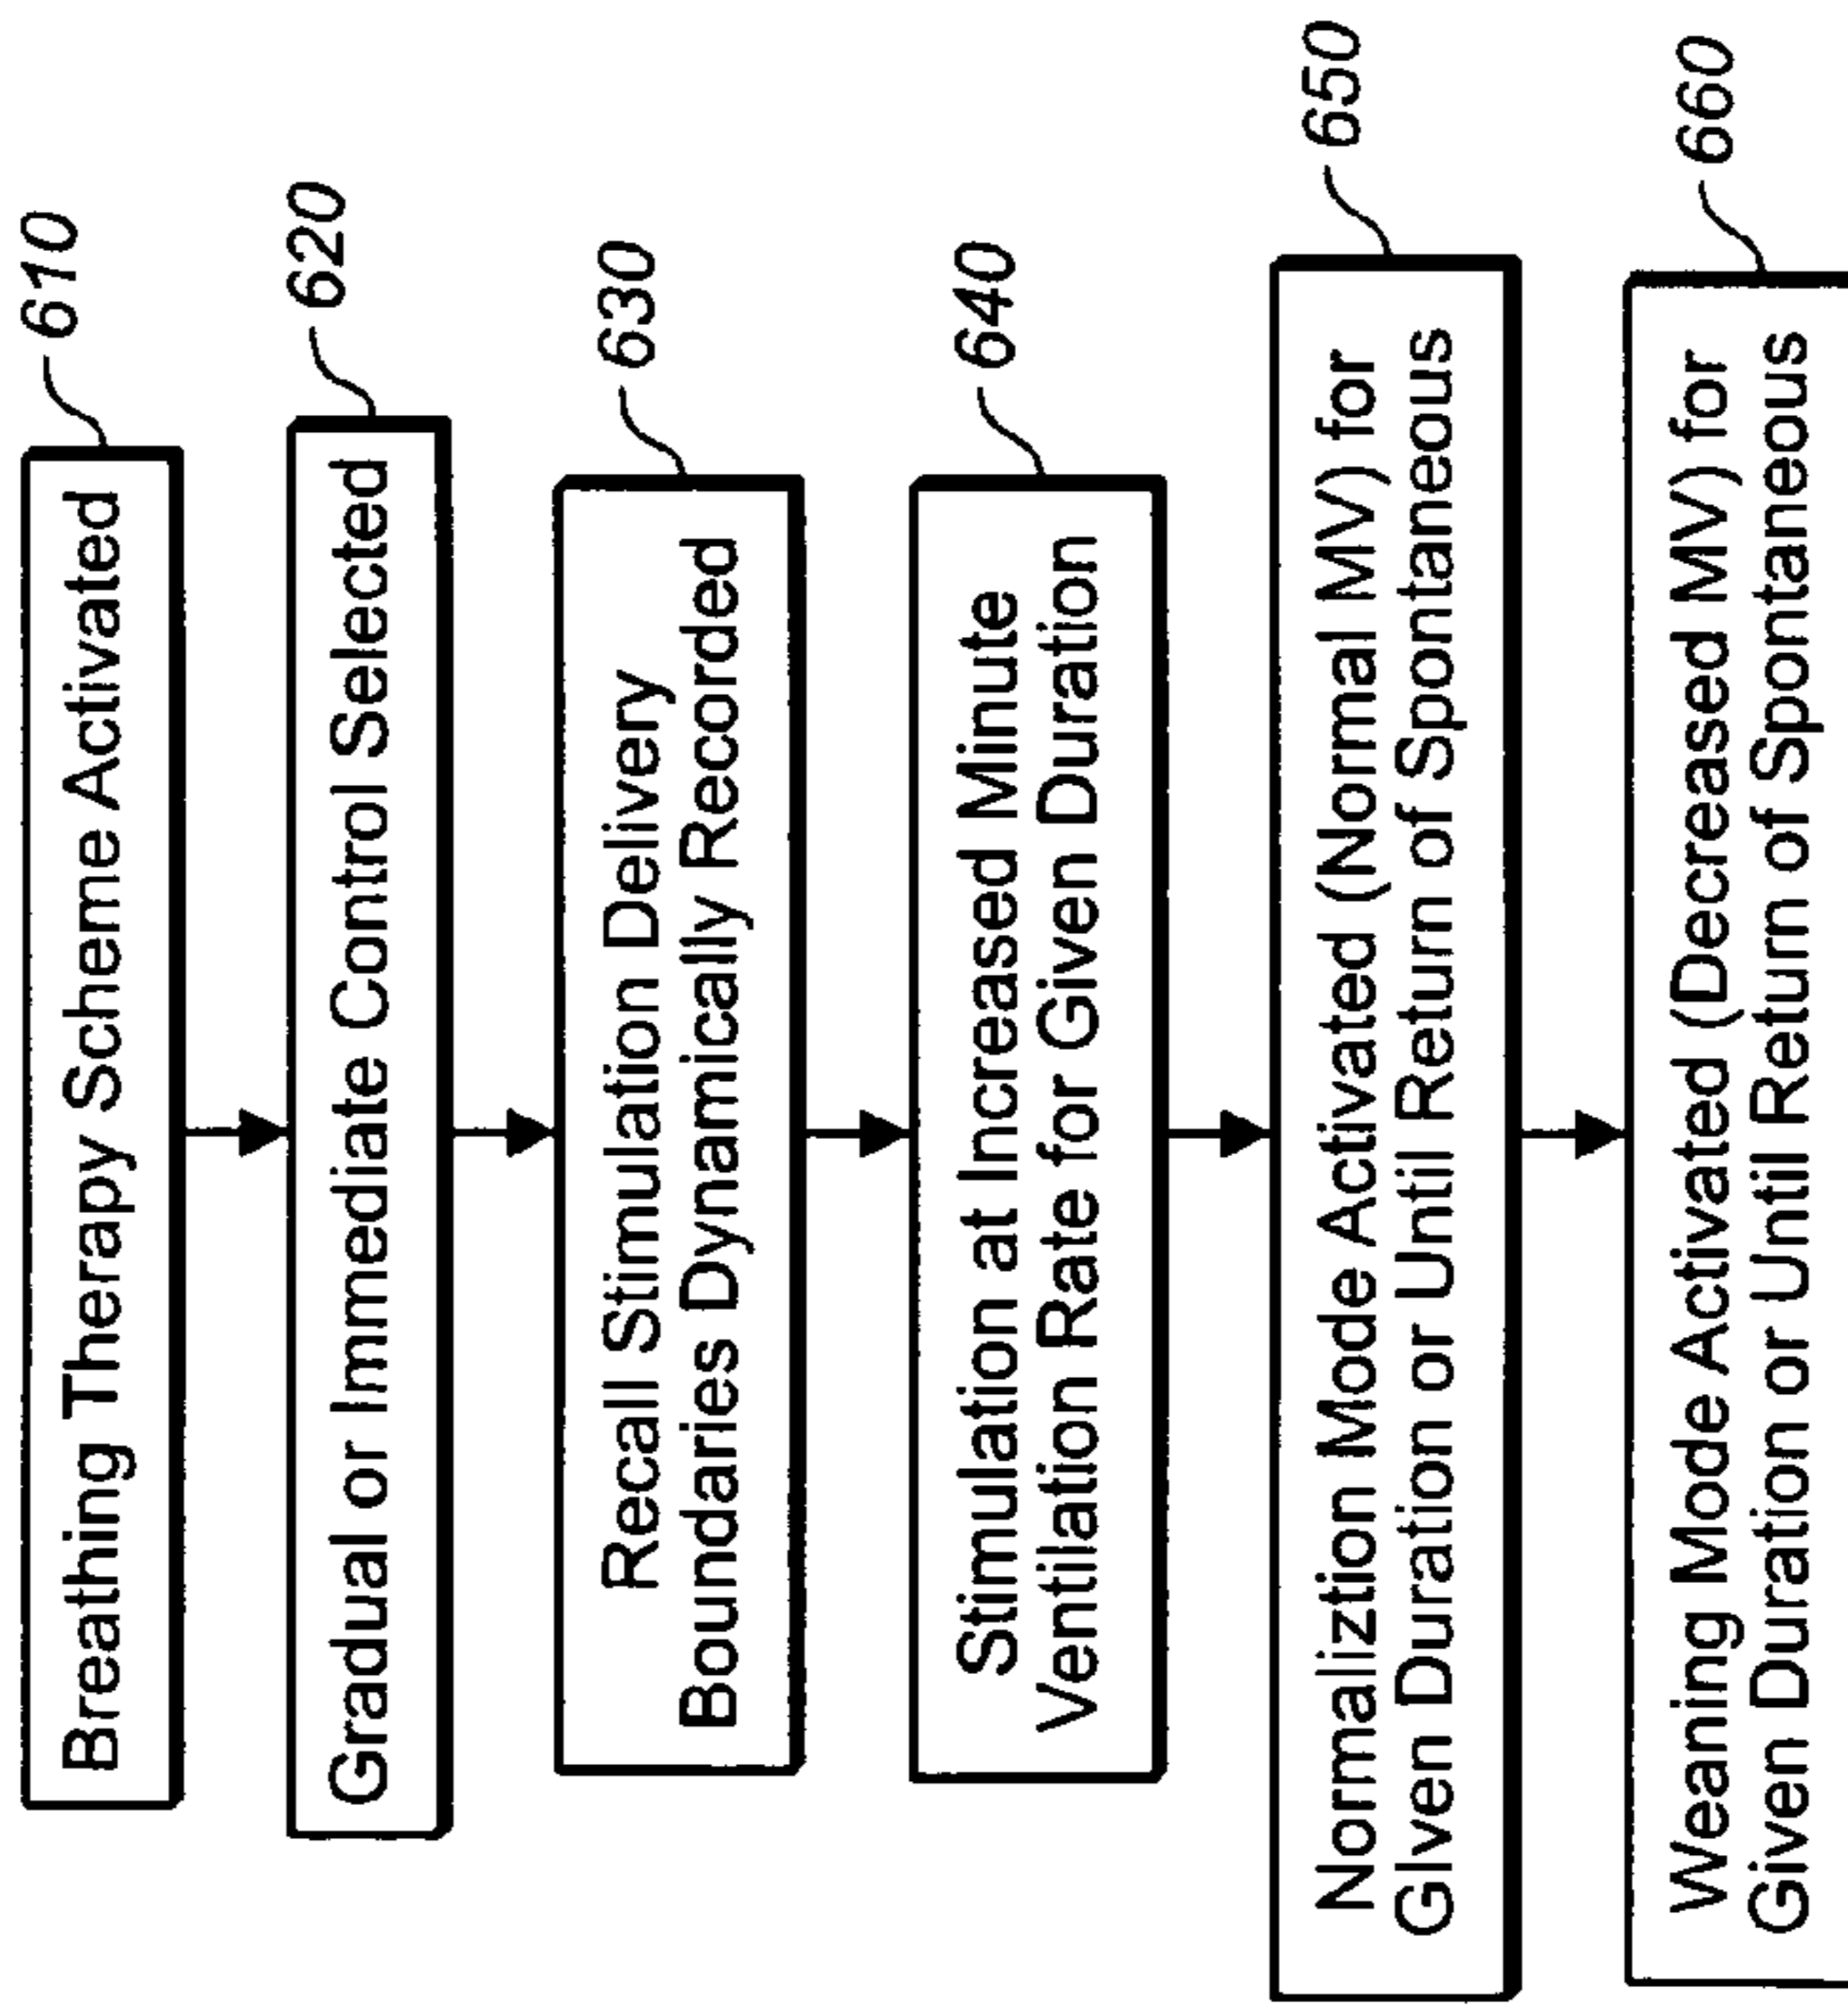 Breathing Therapy Scheme Activated
610
Gradual or Immediate Control Selected
620
Recall Stimulation Delivery
Boundaries Dynamically Recorded
630
Stimulation at Increased Minute
Ventilation Rate for Given Duration
640
Normaliztion Mode Activated (Normal MV) for
Given Duration or Until Return of Spontaneous
650
Weaning Mode Activated (Decreased MV) for
Given Duration or Until Return of Spontaneous
660